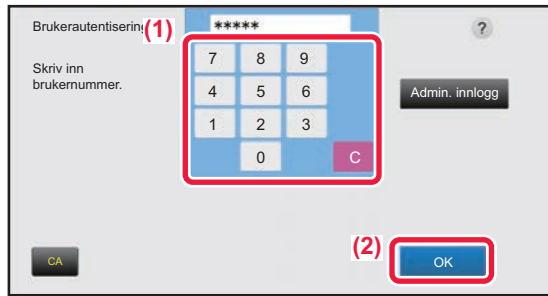 Brukerautentisering
(1)
*****
?
Skriv inn
brukernummer.
7 8 9
4 5 6
1 2 3
0 C
Admin. innlogg
(2)
CA
OK